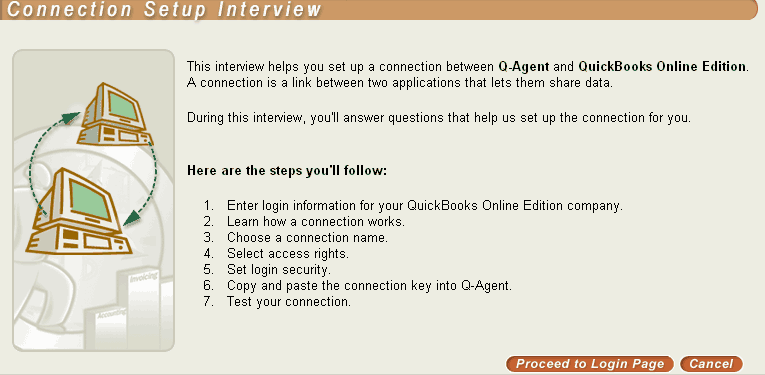 Connection Setup Interview
This interview helps you set up a connection between Q-Agent and QuickBooks Online Edition.
A connection is a link between two applications that lets them share data.
During this interview, you'll answer questions that help us set up the connection for you.
Here are the steps you'll follow:
1. Enter login information for your QuickBooks Online Edition company.
2. Learn how a connection works.
3. Choose a connection name.
4. Select access rights.
5. Set login security.
6. Copy and paste the connection key into Q-Agent.
7. Test your connection.
Invoicing
Accounting
Proceed to Login Page
Cancel